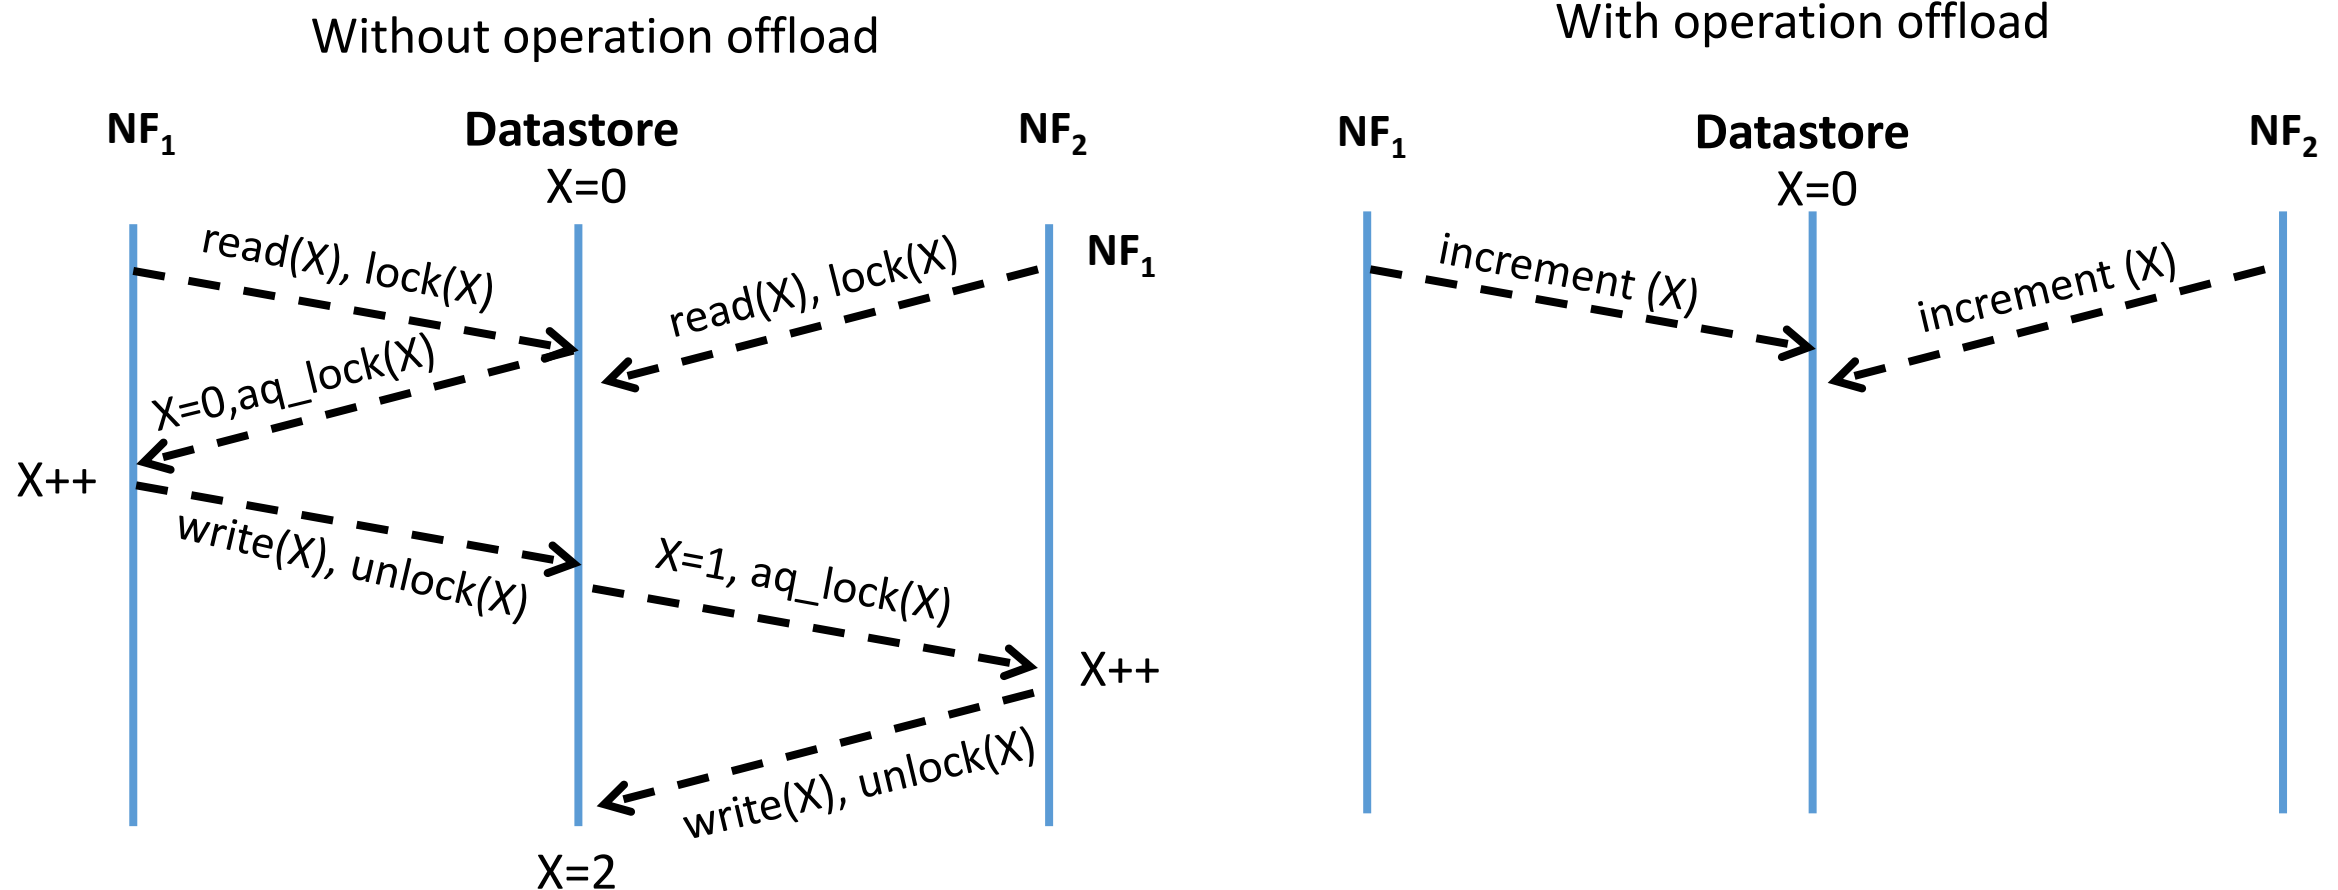 Without operation offload
NF1
Datastore
NF2
X=0
NF1
read(X), lock(X)
read(X), lock(X)
X=0,aq_lock(X)
X++
write(X), unlock(X)
X=1, aq_lock(X)
X++
write(X), unlock(X)
X=2
With operation offload
NF1
Datastore
NF2
X=0
increment (X)
increment (X)